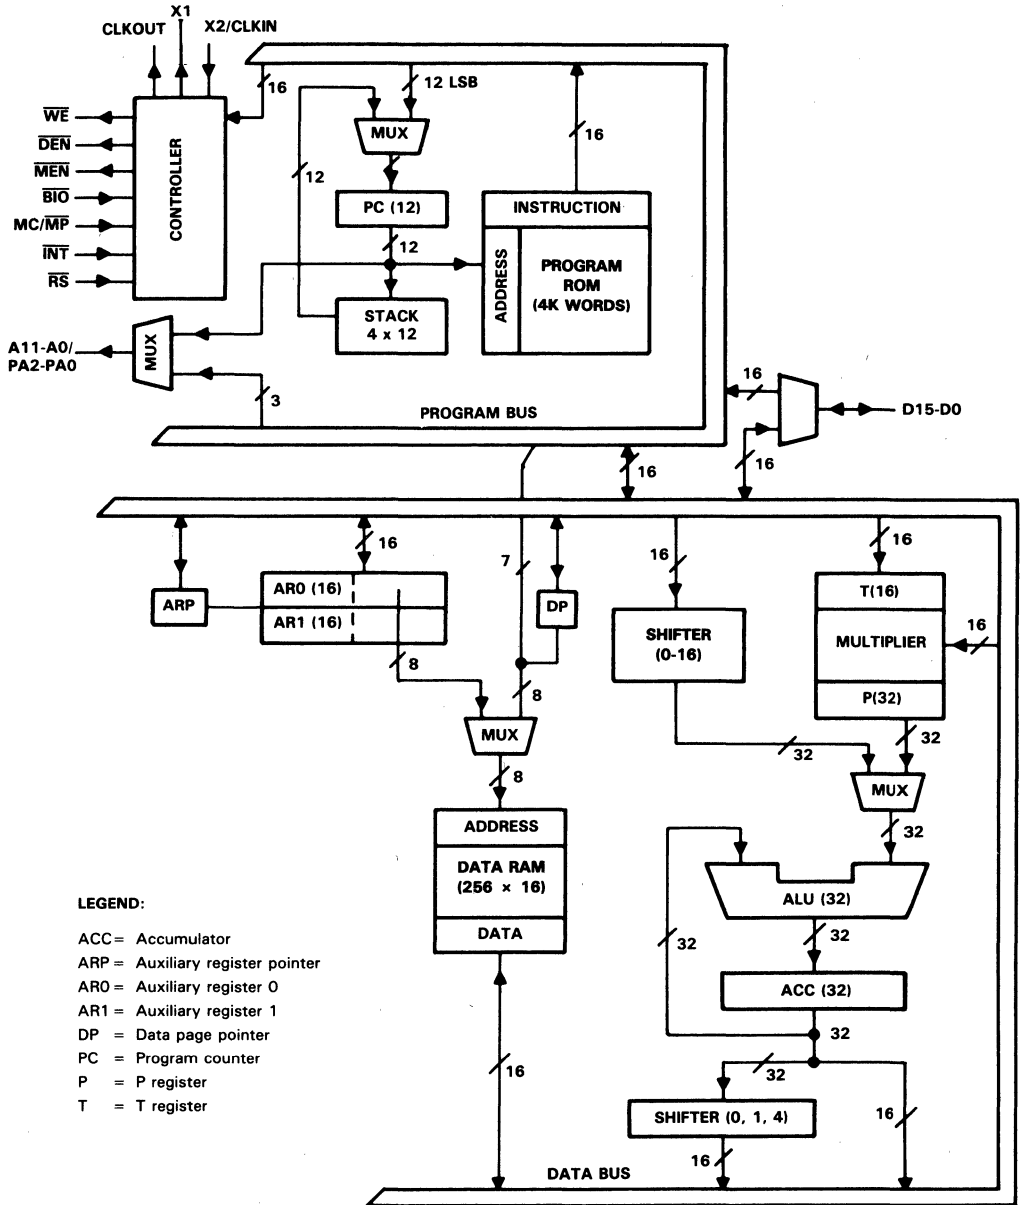 X1
CLKOUT
X2/CLKIN
16
12 LSB
WE
DEN
MEN
BIO
MC/MP
INT
RS
CONTROLLER
MUX
16
12
PC (12)
INSTRUCTION
12
ADDRESS
PROGRAM
ROM
(4K WORDS)
STACK
4 x 12
A11-A0/
PA2-PA0
MUX
3
PROGRAM BUS
16
D15-D0
16
16
16
7
16
16
ARP
AR0 (16)
AR1 (16)
DP
SHIFTER
(0-16)
T(16)
MULTIPLIER
P(32)
16
8
8
MUX
32
32
MUX
8
32
ADDRESS
DATA RAM
(256 × 16)
DATA
ALU (32)
32
32
ACC (32)
32
32
16
SHIFTER (0, 1, 4)
16
16
DATA BUS
LEGEND:
ACC = Accumulator
ARP = Auxiliary register pointer
AR0 = Auxiliary register 0
AR1 = Auxiliary register 1
DP = Data page pointer
PC = Program counter
P = P register
T = T register